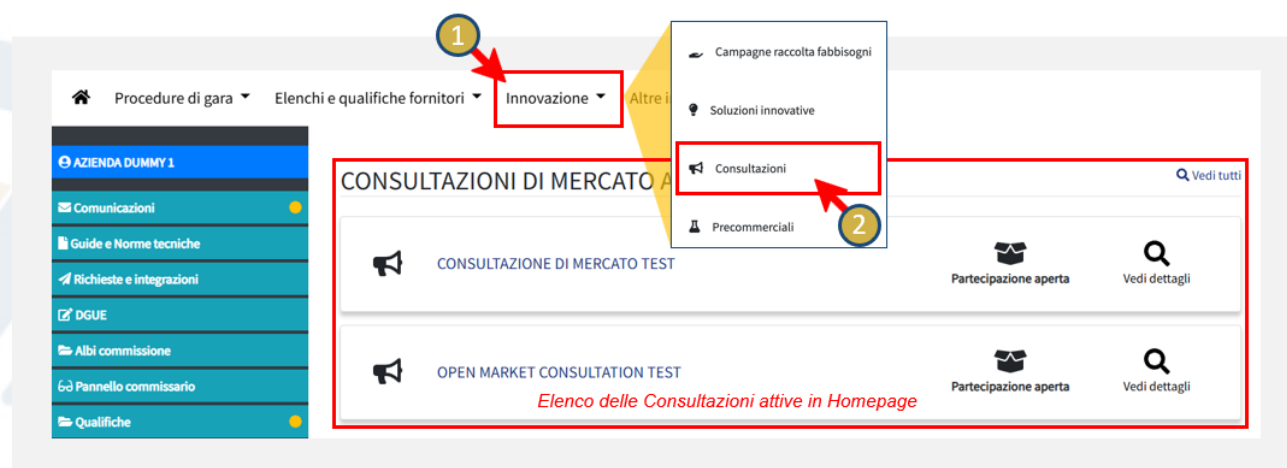 1
Campagne raccolta fabbisogni
Procedure di gara
Elenchi e qualifiche fornitori
Innovazione
Altre i
Soluzioni innovative
AZIENDA DUMMY 1
Consultazioni
CONSULTAZIONI DI MERCATO A
Vedi tutti
Comunicazioni
2
Precommerciali
Guide e Norme tecniche
CONSULTAZIONE DI MERCATO TEST
Partecipazione aperta
Vedi dettagli
Richieste e integrazioni
DGUE
Albi commissione
OPEN MARKET CONSULTATION TEST
Partecipazione aperta
Vedi dettagli
Pannello commissario
Elenco delle Consultazioni attive in Homepage
Qualifiche